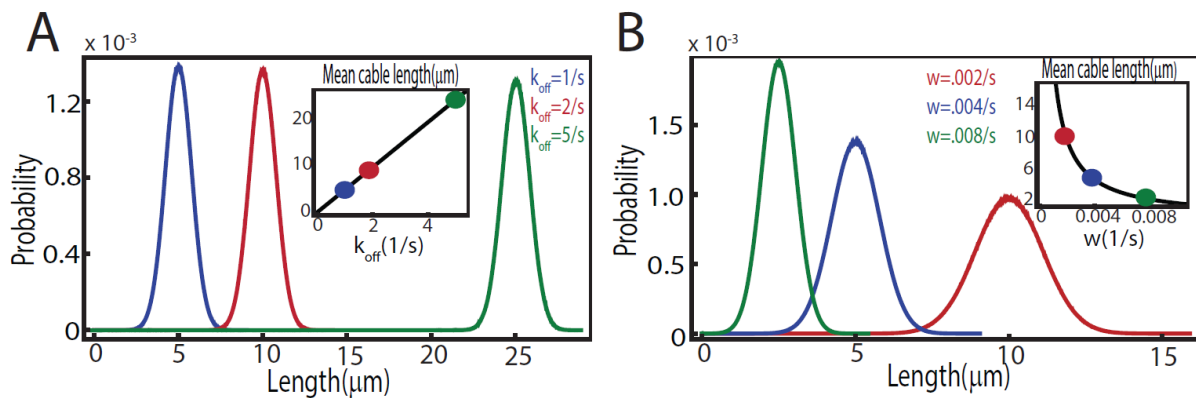 A
x 10⁻³
1.2
0.8
0.4
0
Probability
0 5 10 15 20 25
Length(μm)
Mean cable length(μm)
20
10
0
0 2 4
k_off(1/s)
k_off=1/s
k_off=2/s
k_off=5/s
B
x 10⁻³
1.5
1.0
0.5
0
Probability
0 5 10 15
Length(μm)
w=.002/s
w=.004/s
w=.008/s
Mean cable length(μm)
14
10
6
2
0 0.004 0.008
w(1/s)